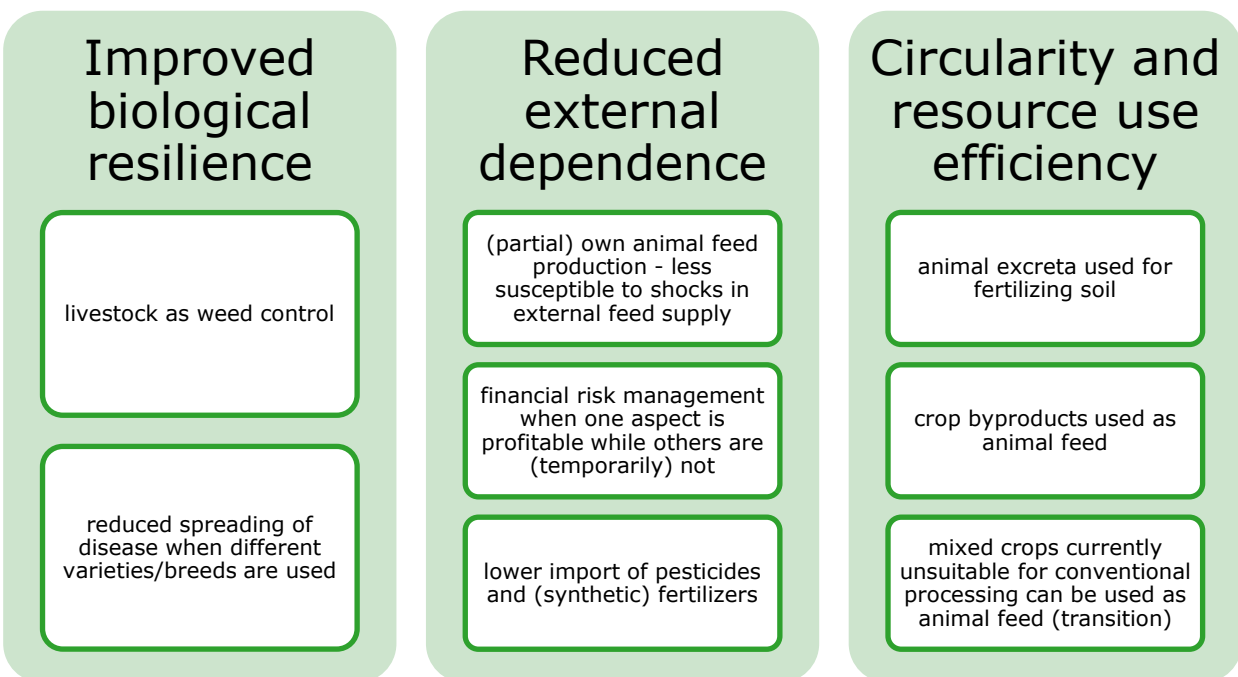 Improved
biological
resilience
livestock as weed control
reduced spreading of
disease when different
varieties/breeds are used
Reduced
external
dependence
(partial) own animal feed
production - less
susceptible to shocks in
external feed supply
financial risk management
when one aspect is
profitable while others are
(temporarily) not
lower import of pesticides
and (synthetic) fertilizers
Circularity and
resource use
efficiency
animal excreta used for
fertilizing soil
crop byproducts used as
animal feed
mixed crops currently
unsuitable for conventional
processing can be used as
animal feed (transition)